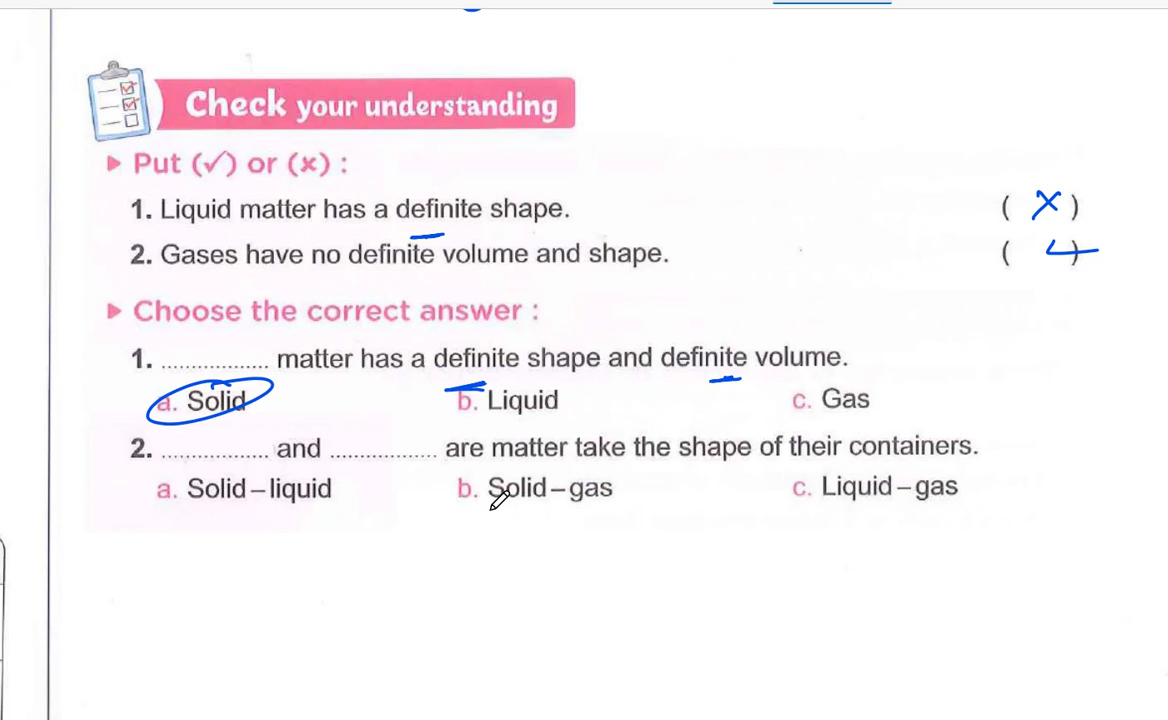 Check your understanding
Put (✓) or (×) :
1. Liquid matter has a definite shape. ( X )
2. Gases have no definite volume and shape. ( )
Choose the correct answer :
1. .................. matter has a definite shape and definite volume.
a. Solid b. Liquid c. Gas
2. .................. and .................. are matter take the shape of their containers.
a. Solid – liquid b. Solid – gas c. Liquid – gas